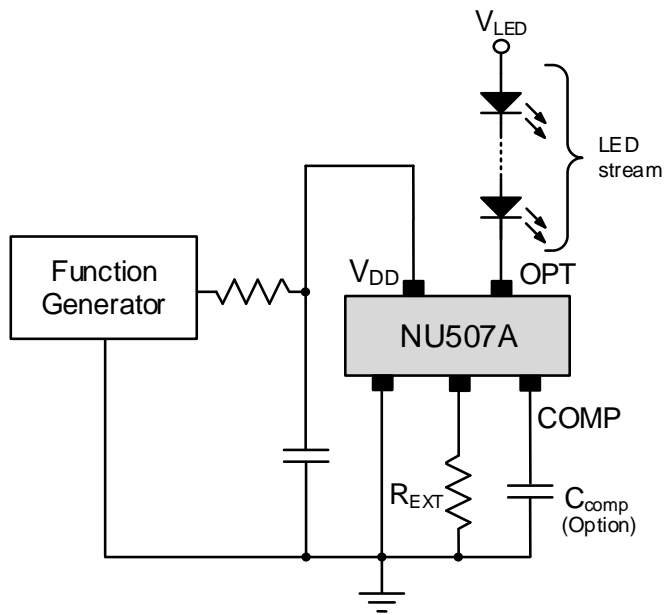 VLED
LED
stream
Function
Generator
VDD
OPT
NU507A
COMP
REXT
Ccomp
(Option)